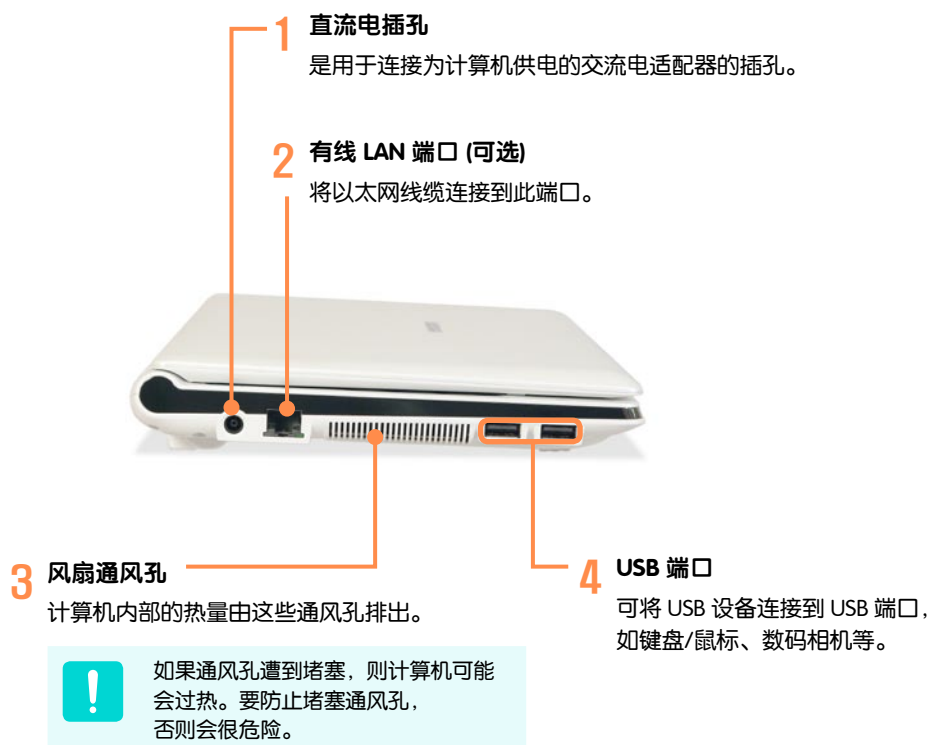 1 直流电插孔
是用于连接为计算机供电的交流电适配器的插孔。
2 有线 LAN 端口 (可选)
将以太网线缆连接到此端口。
3 风扇通风孔
计算机内部的热量由这些通风孔排出。
! 如果通风孔遭到堵塞，则计算机可能
会过热。要防止堵塞通风孔，
否则会很危险。
4 USB 端口
可将 USB 设备连接到 USB 端口，
如键盘/鼠标、数码相机等。